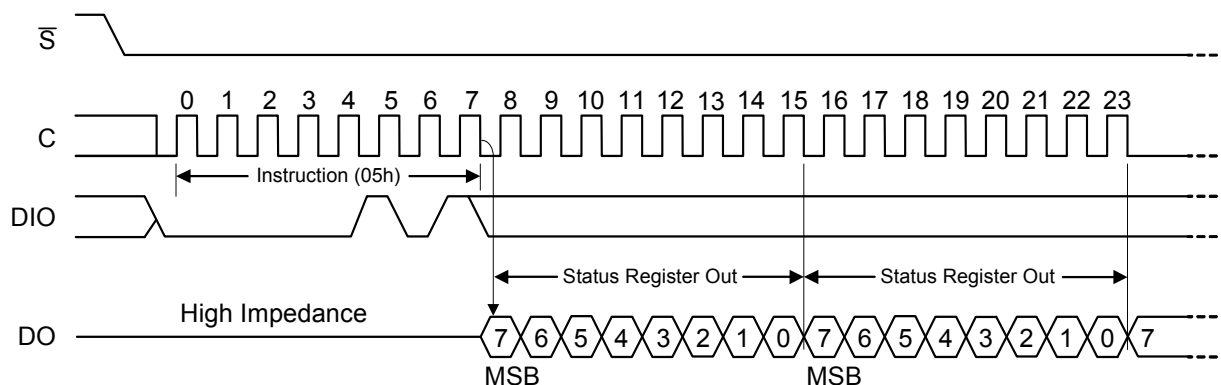 S̅
0 1 2 3 4 5 6 7 8 9 10 11 12 13 14 15 16 17 18 19 20 21 22 23
C
Instruction (05h)
DIO
Status Register Out Status Register Out
High Impedance
DO 7 6 5 4 3 2 1 0 7 6 5 4 3 2 1 0 7
MSB MSB